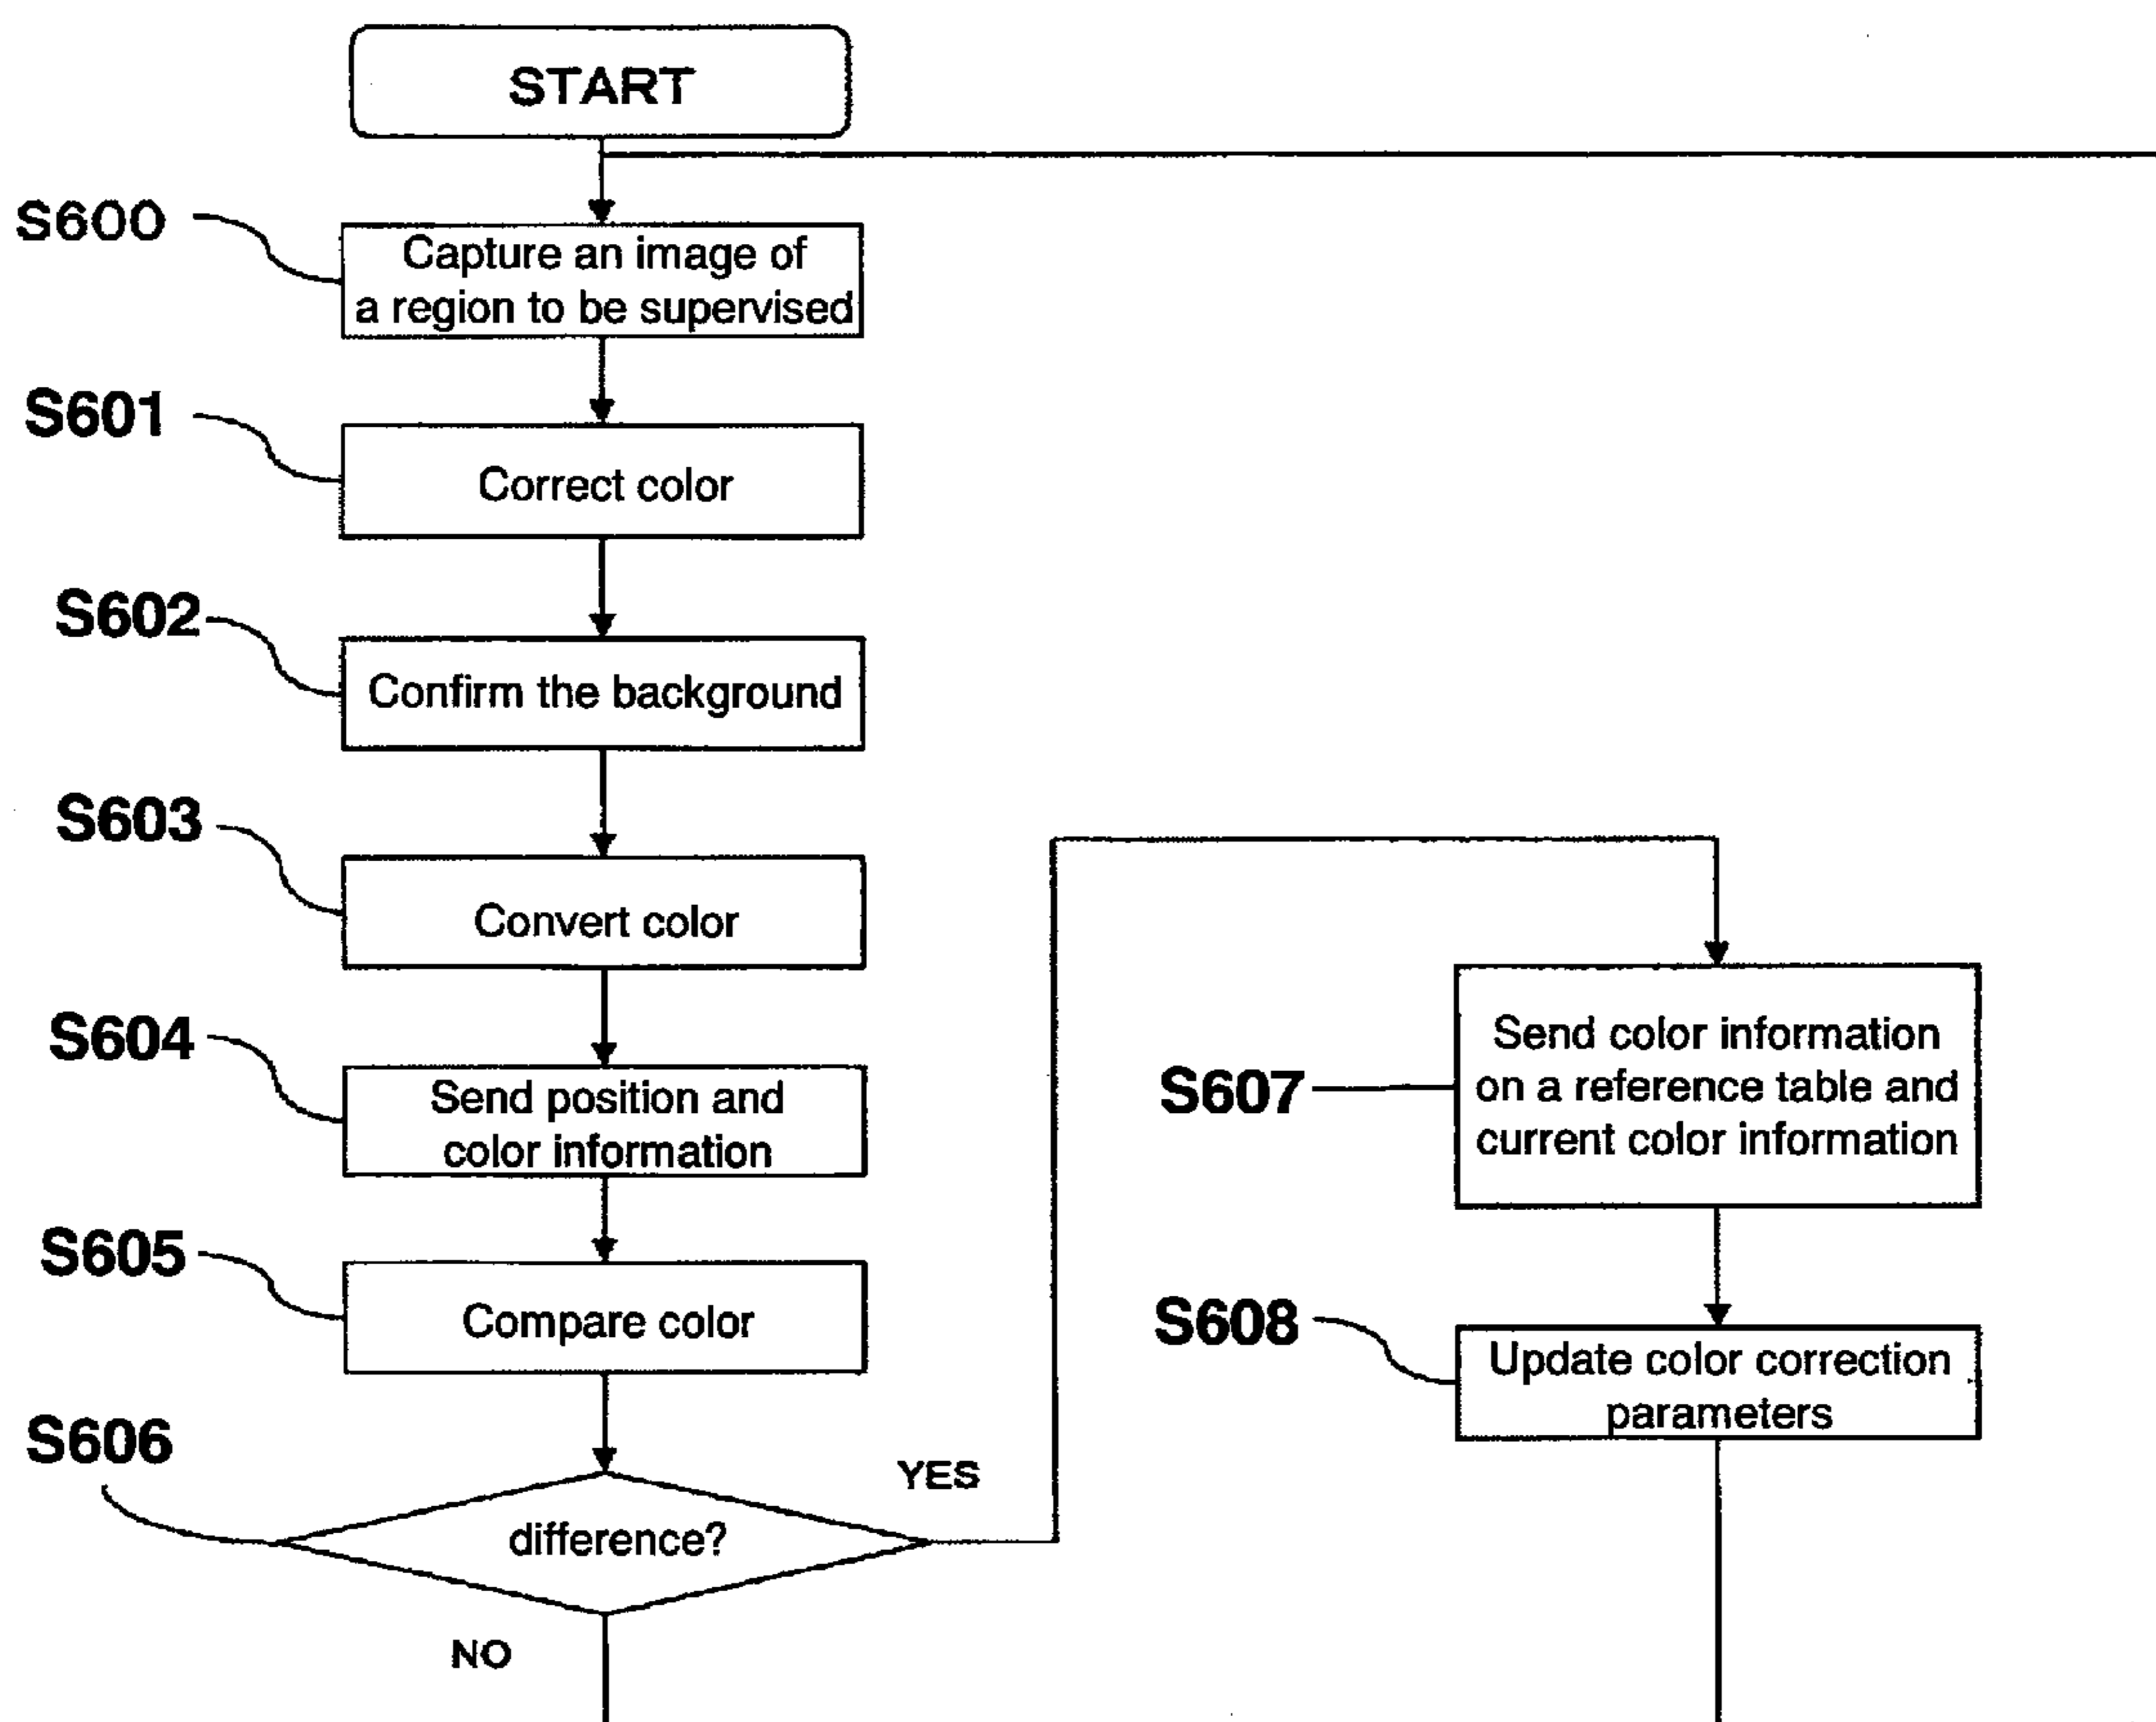 START
S600
Capture an image of
a region to be supervised
S601
Correct color
S602
Confirm the background
S603
Convert color
S604
Send position and
color information
S605
Compare color
S606
difference?
YES
NO
S607
Send color information
on a reference table and
current color information
S608
Update color correction
parameters